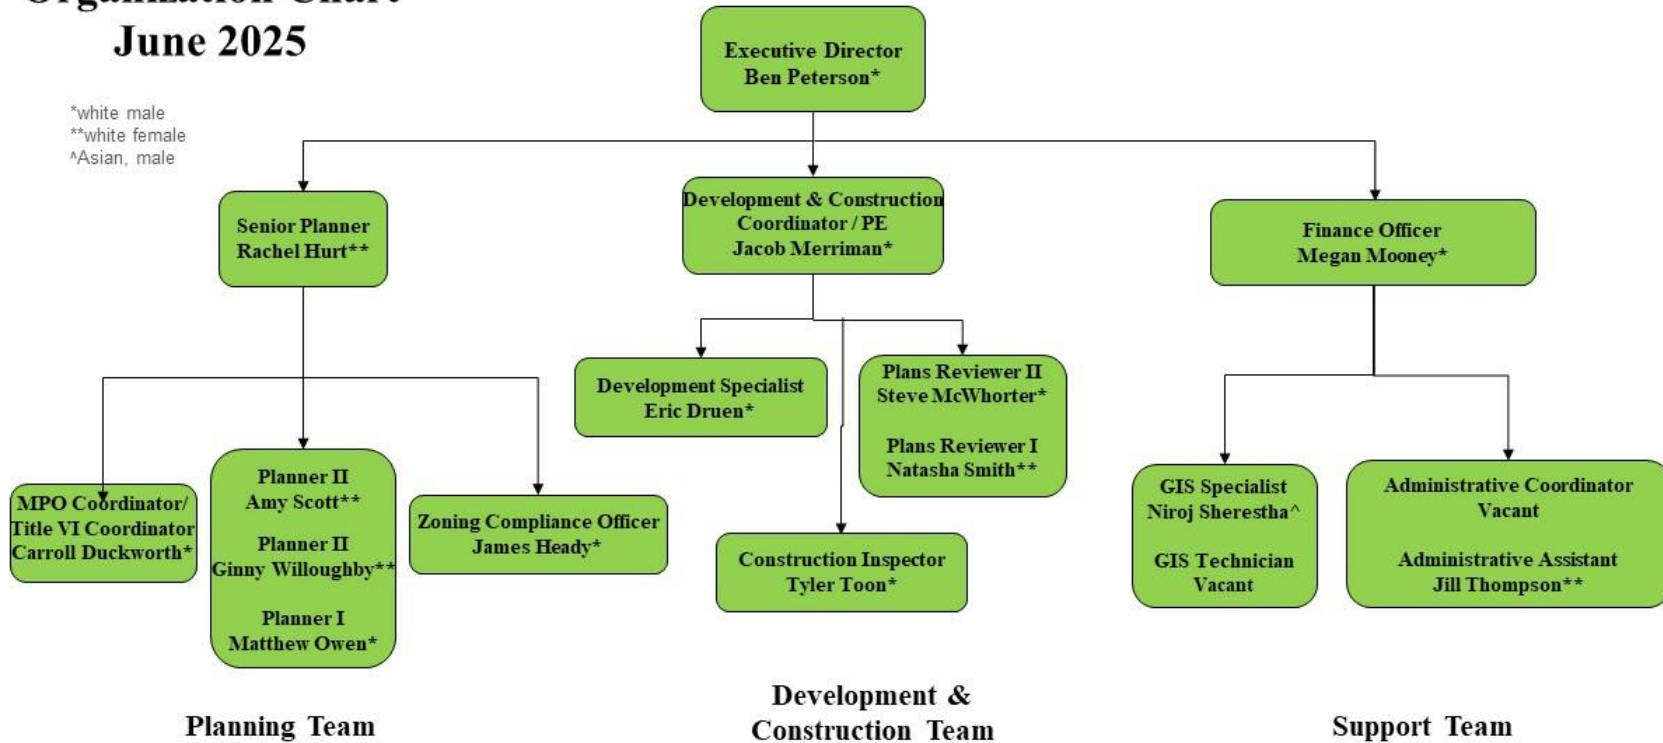 Organization Chart
June 2025
*white male
**white female
^Asian, male
Executive Director
Ben Peterson*
Senior Planner
Rachel Hurt**
Development & Construction
Coordinator / PE
Jacob Merriman*
Finance Officer
Megan Mooney*
MPO Coordinator/
Title VI Coordinator
Carroll Duckworth*
Planner II
Amy Scott**
Planner II
Ginny Willoughby**
Planner I
Matthew Owen*
Zoning Compliance Officer
James Heady*
Development Specialist
Eric Druen*
Construction Inspector
Tyler Toon*
Plans Reviewer II
Steve McWhorter*
Plans Reviewer I
Natasha Smith**
GIS Specialist
Niroj Sherestha^
GIS Technician
Vacant
Administrative Coordinator
Vacant
Administrative Assistant
Jill Thompson**
Planning Team
Development &
Construction Team
Support Team